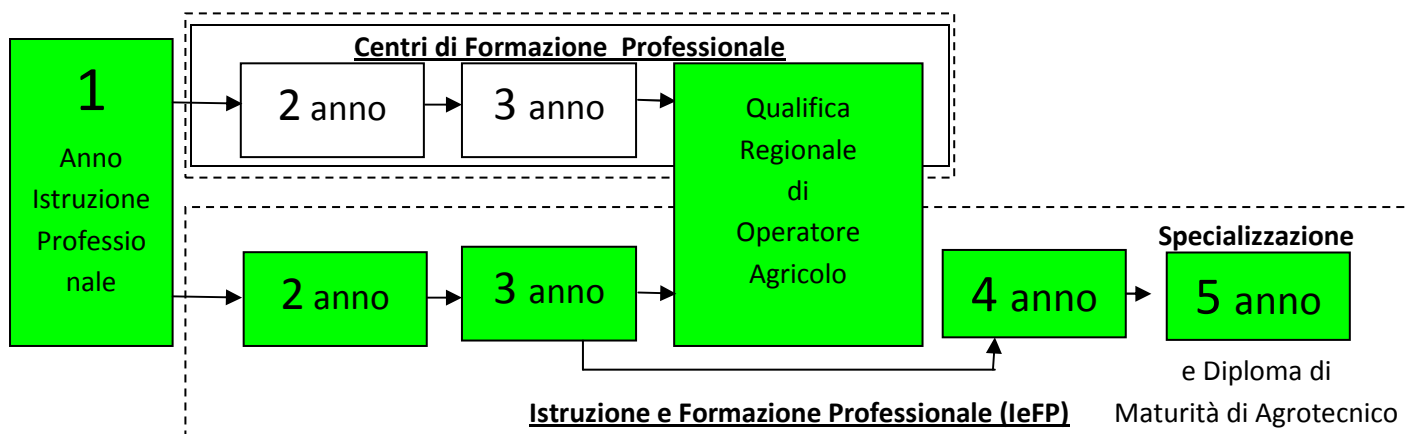 Centri di Formazione Professionale
1
Anno
Istruzione
Professio
nale
2 anno
3 anno
Qualifica
Regionale
di
Operatore
Agricolo
2 anno
3 anno
4 anno
Specializzazione
5 anno
e Diploma di
Maturità di Agrotecnico
Istruzione e Formazione Professionale (IeFP)